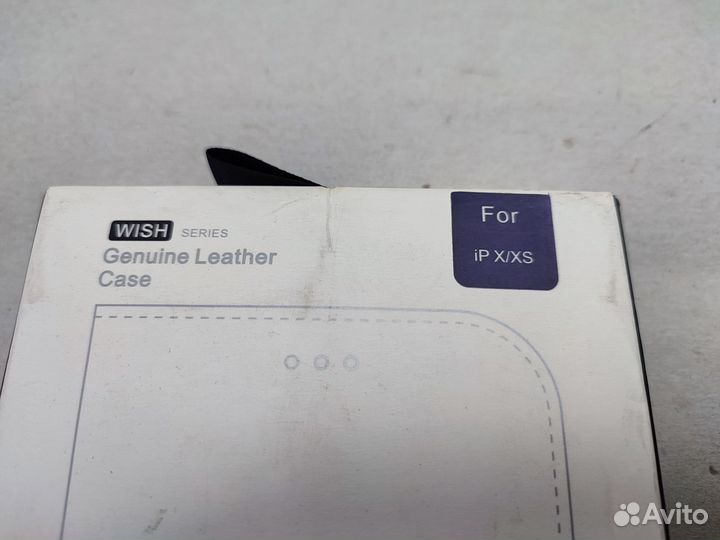 WISH SERIES
Genuine Leather
Case
For
iP X/XS
Avito